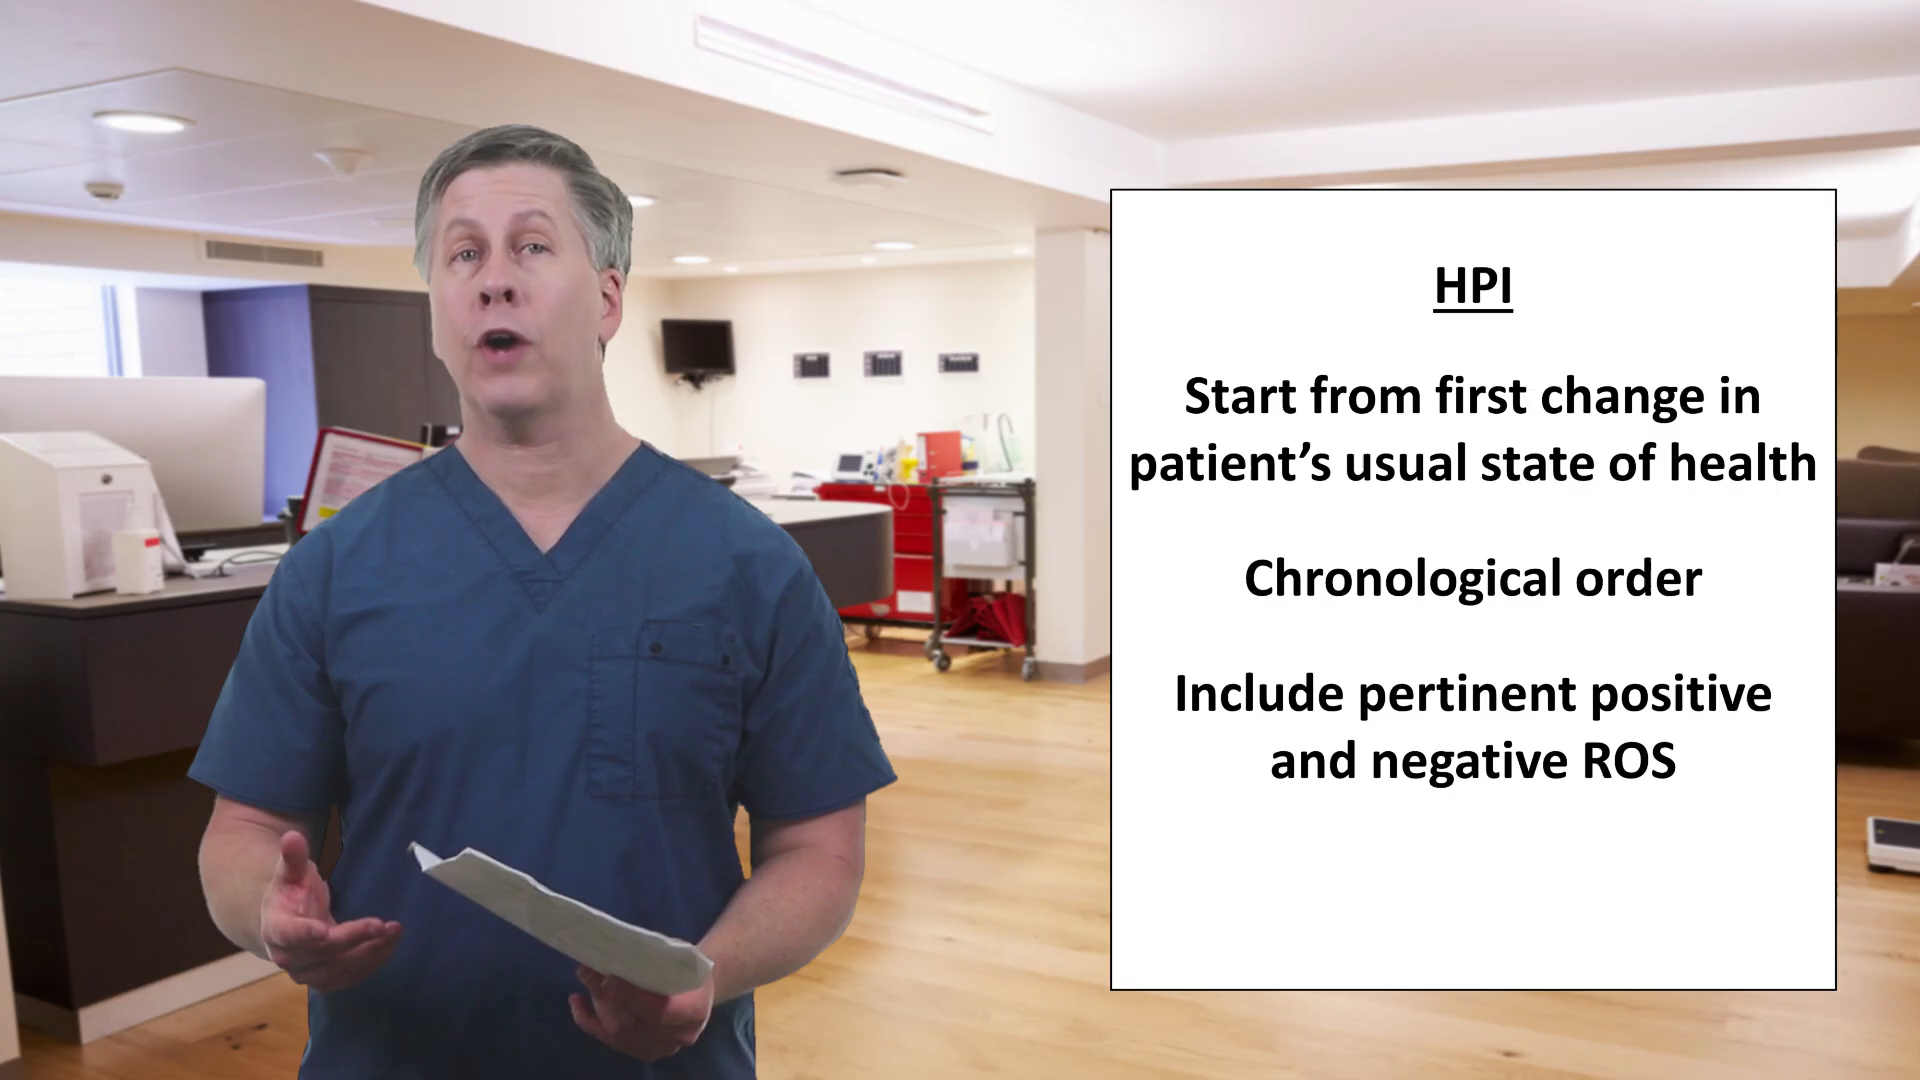 HPI
Start from first change in
patient’s usual state of health
Chronological order
Include pertinent positive
and negative ROS